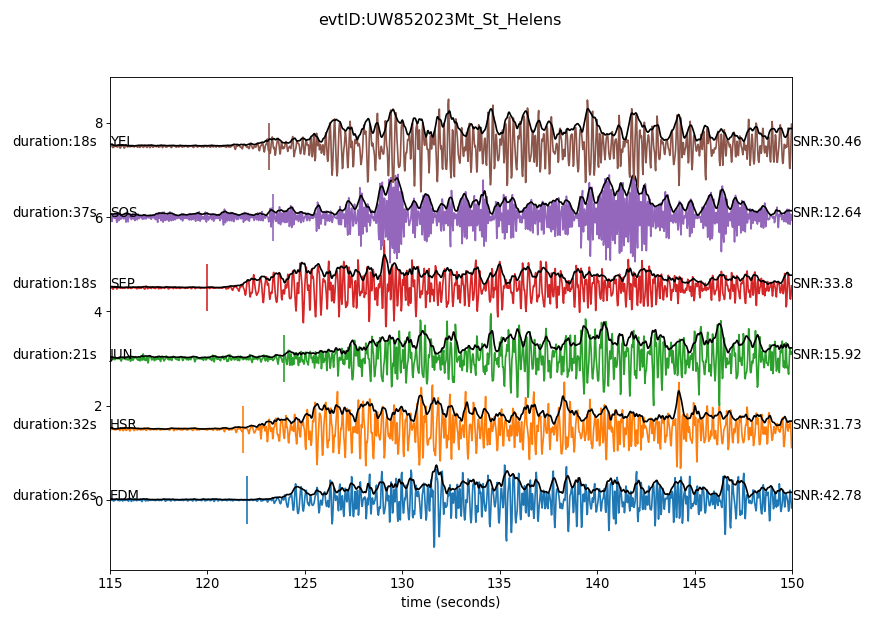 evtID:UW852023Mt_St_Helens
8
duration:18s YEL SNR:30.46
duration:37s SOS SNR:12.64
6
duration:18s SEP SNR:33.8
4
duration:21s JUN SNR:15.92
2
duration:32s HSR SNR:31.73
duration:26s EDM SNR:42.78
0
115 120 125 130 135 140 145 150
time (seconds)